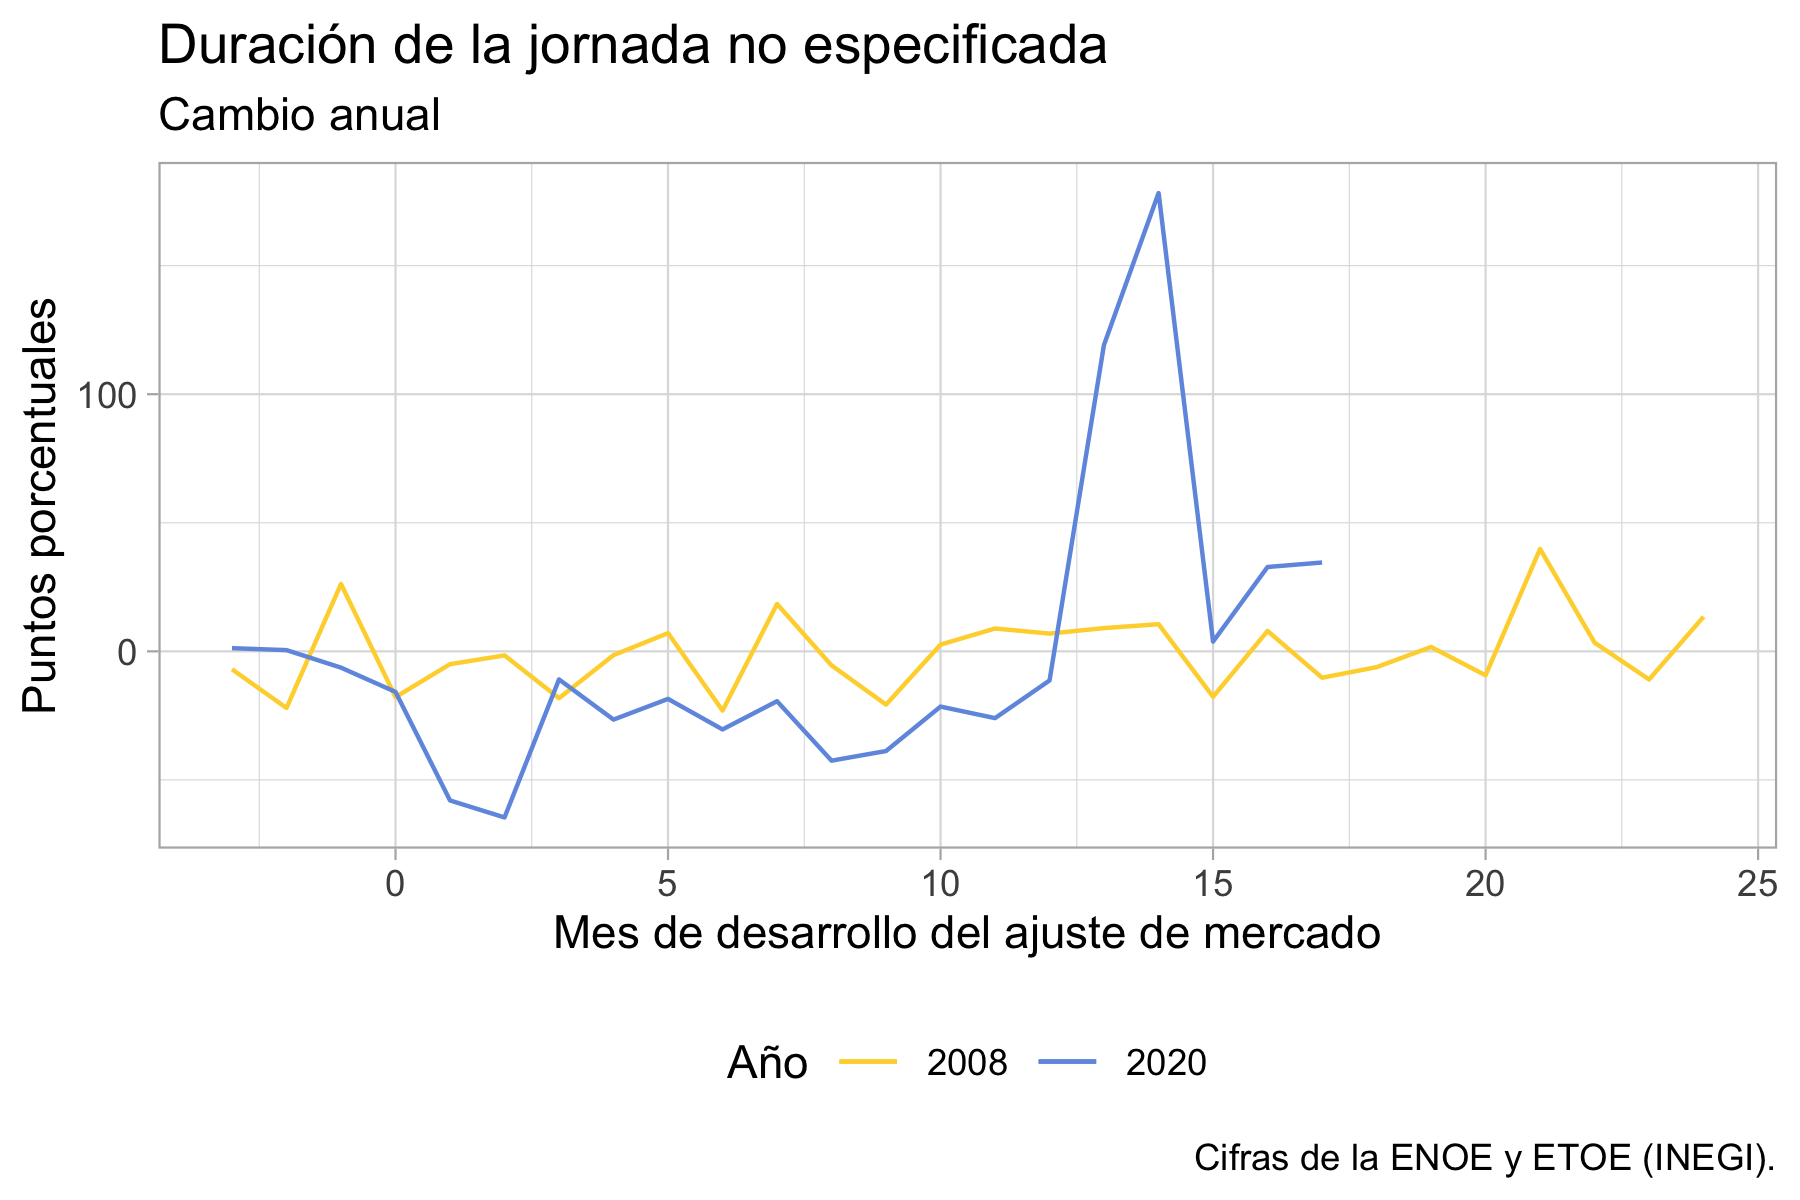 Duración de la jornada no especificada
Cambio anual
Puntos porcentuales
100
0
0 5 10 15 20 25
Mes de desarrollo del ajuste de mercado
Año 2008 2020
Cifras de la ENOE y ETOE (INEGI).